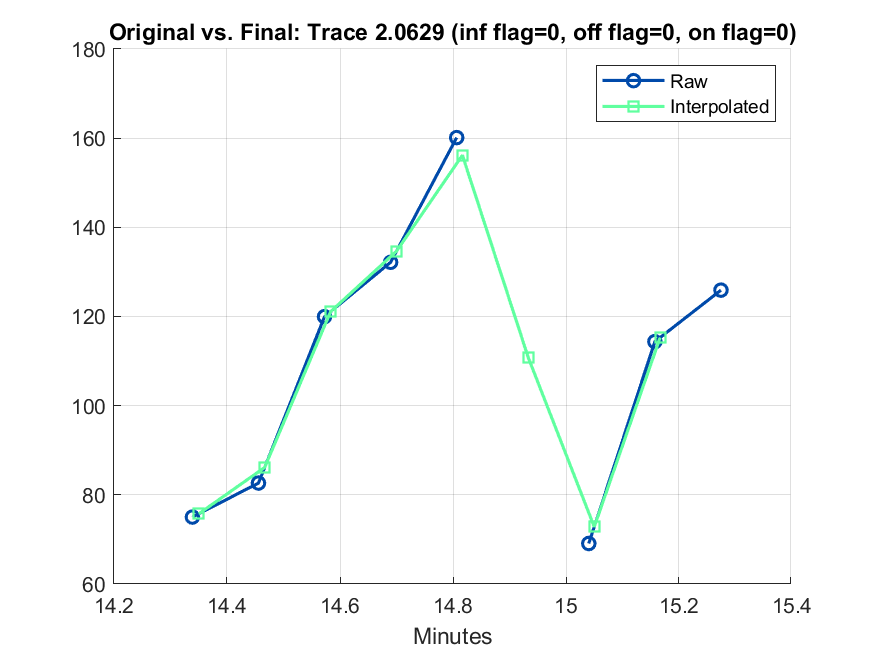 Original vs. Final: Trace 2.0629 (inf flag=0, off flag=0, on flag=0)
Raw
Interpolated
180
160
140
120
100
80
60
14.2 14.4 14.6 14.8 15 15.2 15.4
Minutes